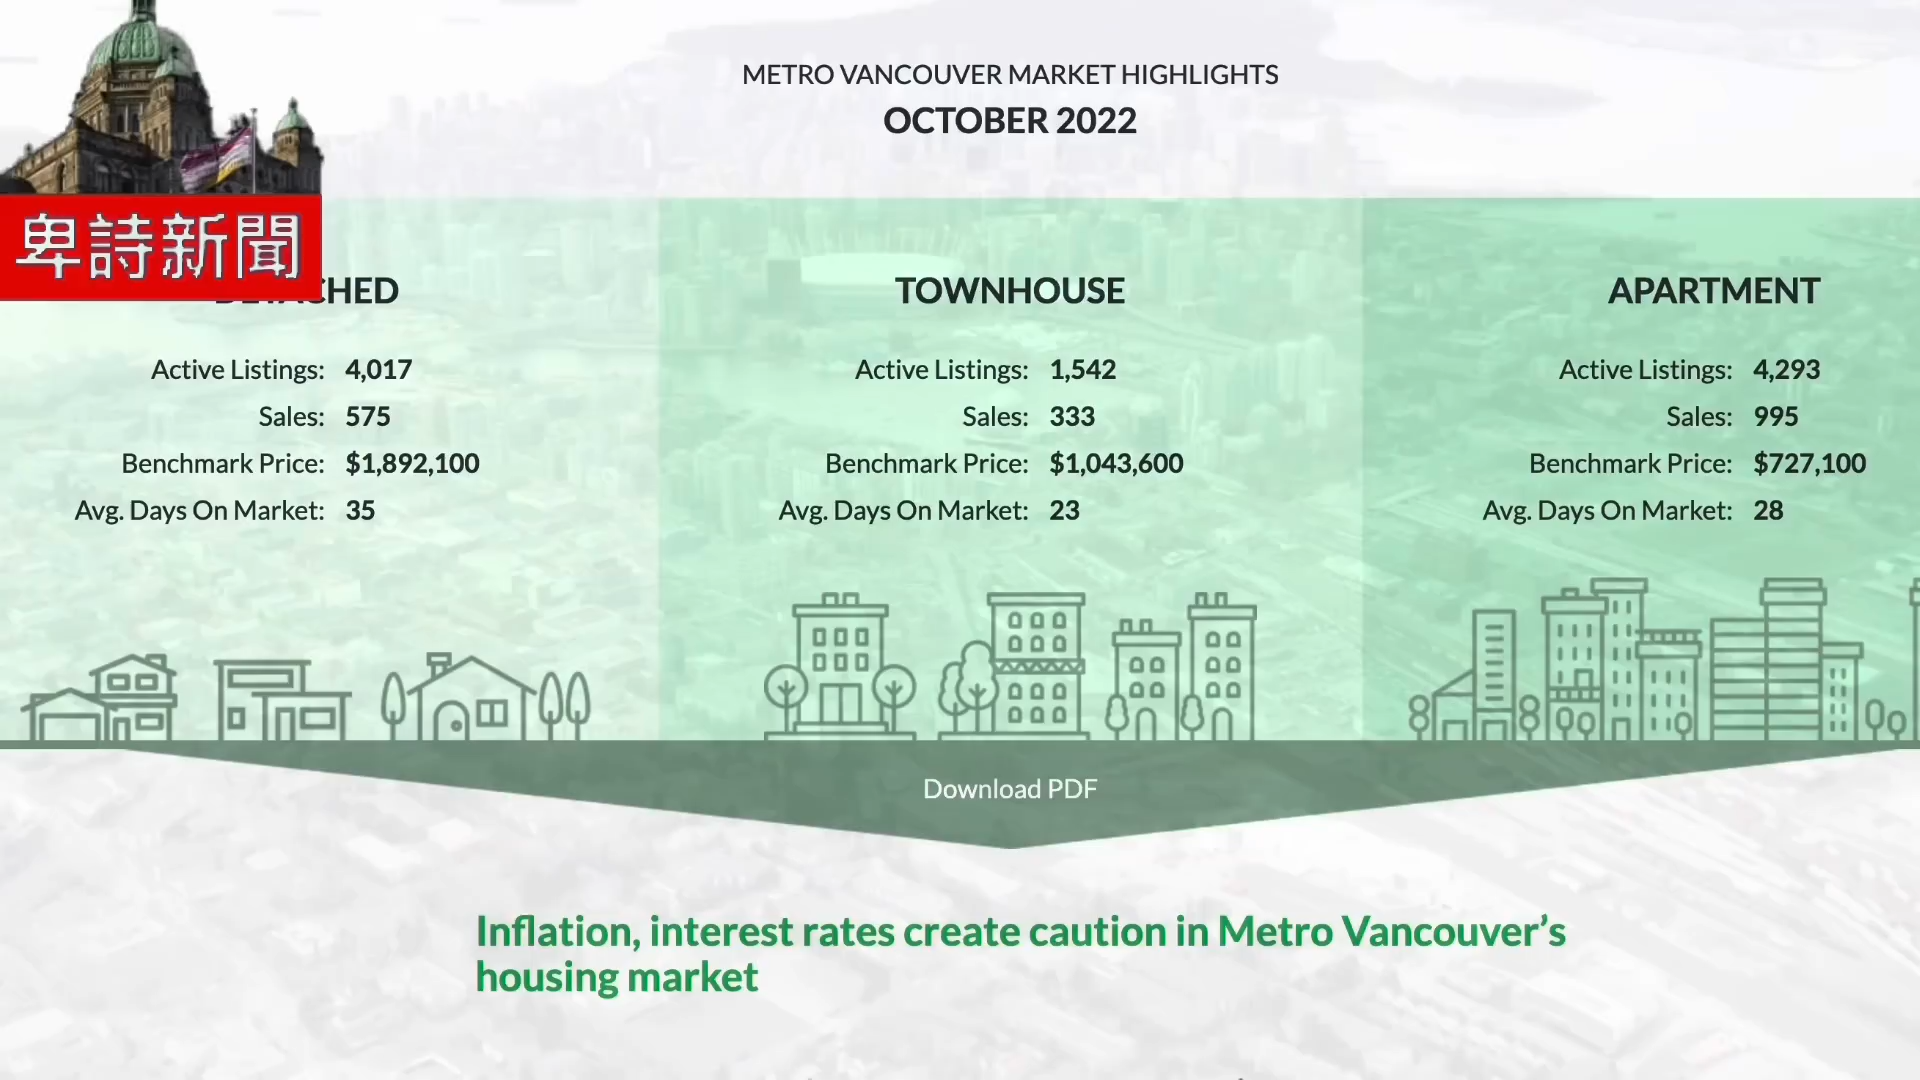 METRO VANCOUVER MARKET HIGHLIGHTS
OCTOBER 2022
卑詩新聞
DETACHED
Active Listings: 4,017
Sales: 575
Benchmark Price: $1,892,100
Avg. Days On Market: 35
TOWNHOUSE
Active Listings: 1,542
Sales: 333
Benchmark Price: $1,043,600
Avg. Days On Market: 23
APARTMENT
Active Listings: 4,293
Sales: 995
Benchmark Price: $727,100
Avg. Days On Market: 28
Download PDF
Inflation, interest rates create caution in Metro Vancouver’s
housing market